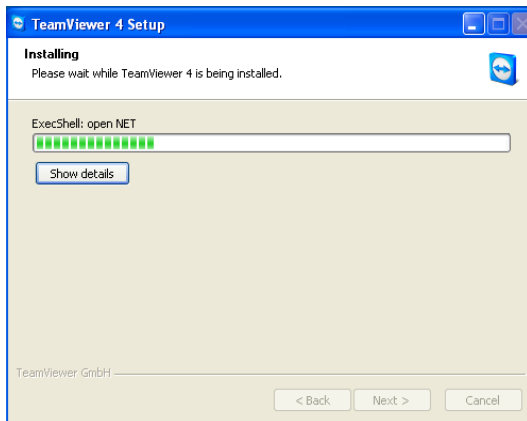 TeamViewer 4 Setup
Installing
Please wait while TeamViewer 4 is being installed.
ExecShell: open NET
Show details
TeamViewer GmbH
< Back
Next >
Cancel